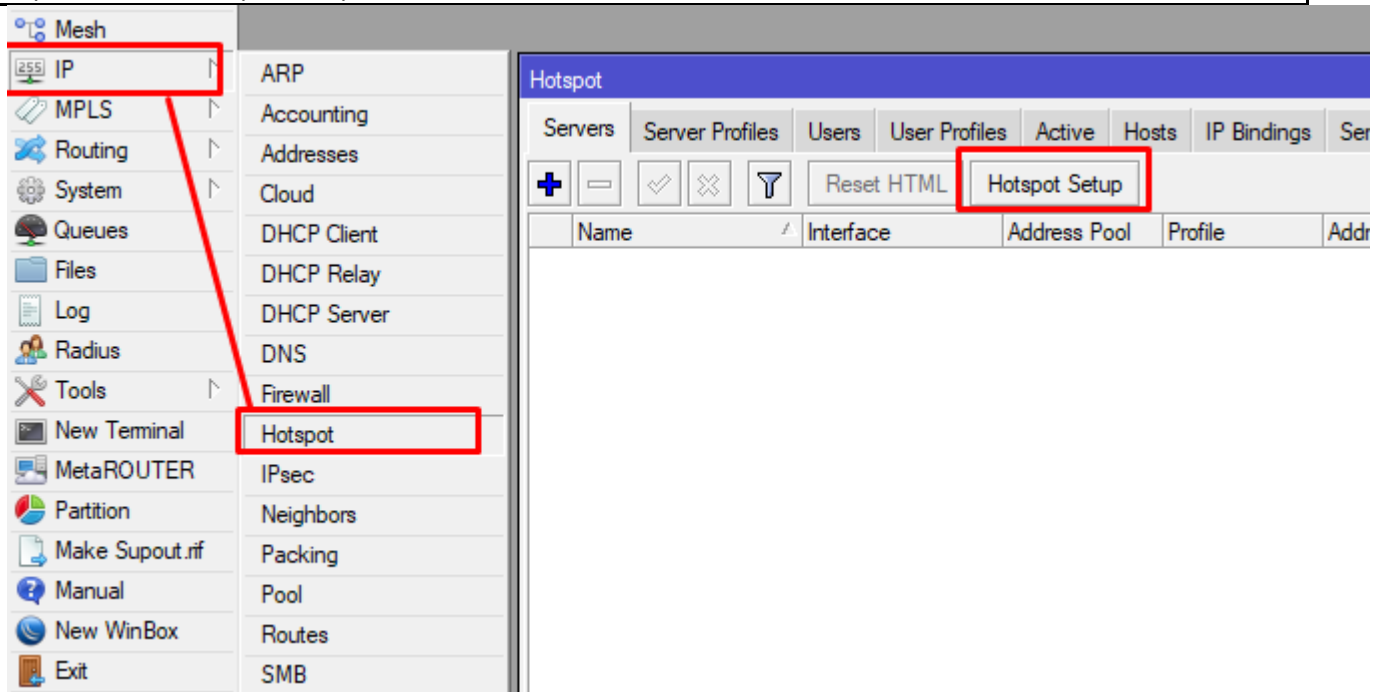 Mesh
IP
MPLS
Routing
System
Queues
Files
Log
Radius
Tools
New Terminal
MetaROUTER
Partition
Make Supout.rif
Manual
New WinBox
Exit
ARP
Accounting
Addresses
Cloud
DHCP Client
DHCP Relay
DHCP Server
DNS
Firewall
Hotspot
IPsec
Neighbors
Packing
Pool
Routes
SMB
Hotspot
Servers Server Profiles Users User Profiles Active Hosts IP Bindings Ser
Reset HTML Hotspot Setup
Name Interface Address Pool Profile Addr